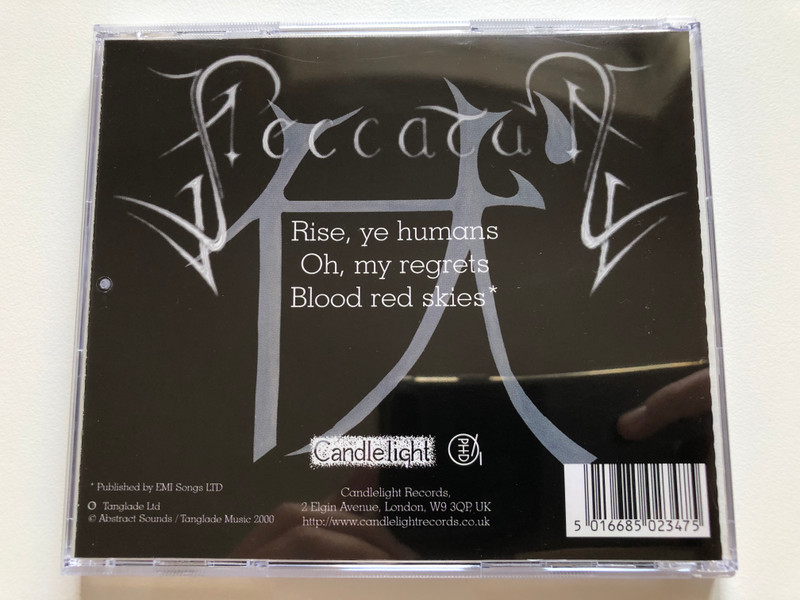 Peccatum
伏
Rise, ye humans
Oh, my regrets
Blood red skies*
Candlelight
PHD
* Published by EMI Songs LTD
Tanglade Ltd
© Abstract Sounds / Tanglade Music 2000
Candlelight Records,
2 Elgin Avenue, London, W9 3QP, UK
http://www.candlelightrecords.co.uk
5 016685 023475